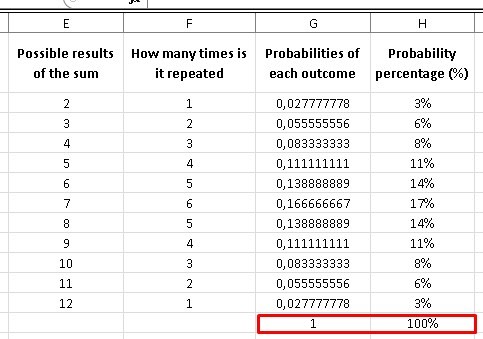 E F G H
Possible results of the sum How many times is it repeated Probabilities of each outcome Probability percentage (%)
2 1 0,027777778 3%
3 2 0,055555556 6%
4 3 0,083333333 8%
5 4 0,111111111 11%
6 5 0,138888889 14%
7 6 0,166666667 17%
8 5 0,138888889 14%
9 4 0,111111111 11%
10 3 0,083333333 8%
11 2 0,055555556 6%
12 1 0,027777778 3%
1 100%